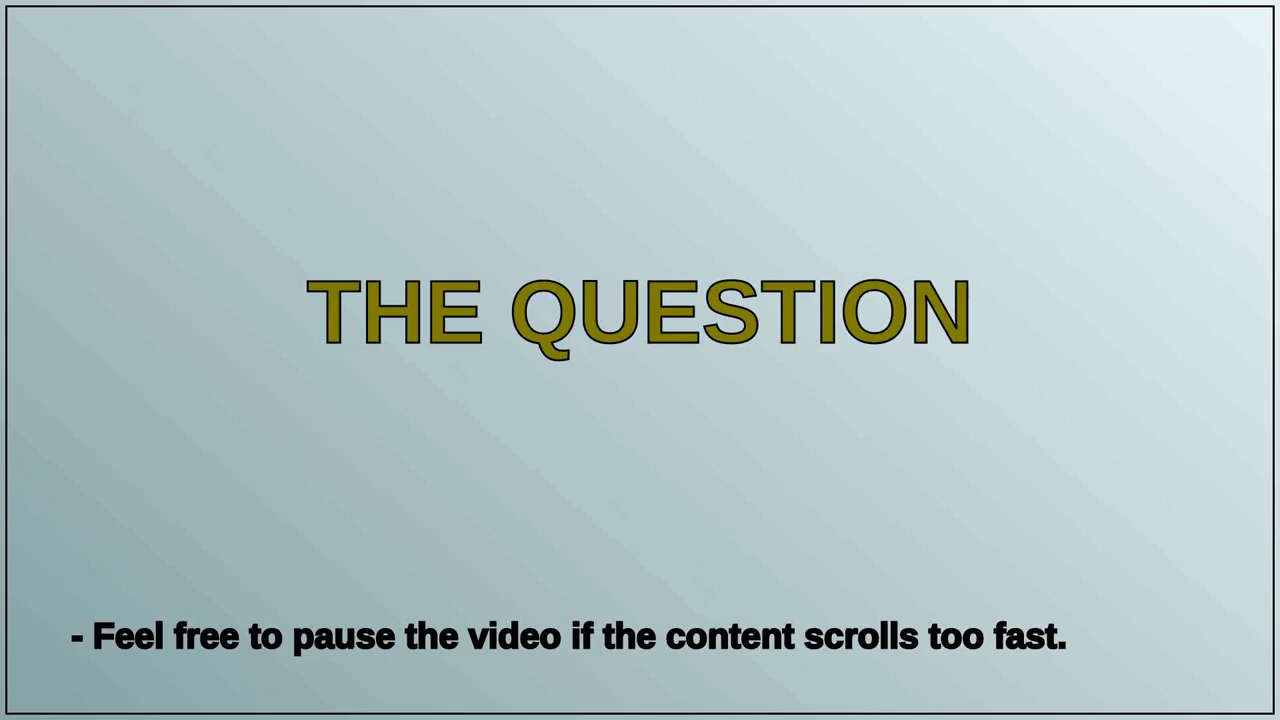 THE QUESTION
- Feel free to pause the video if the content scrolls too fast.